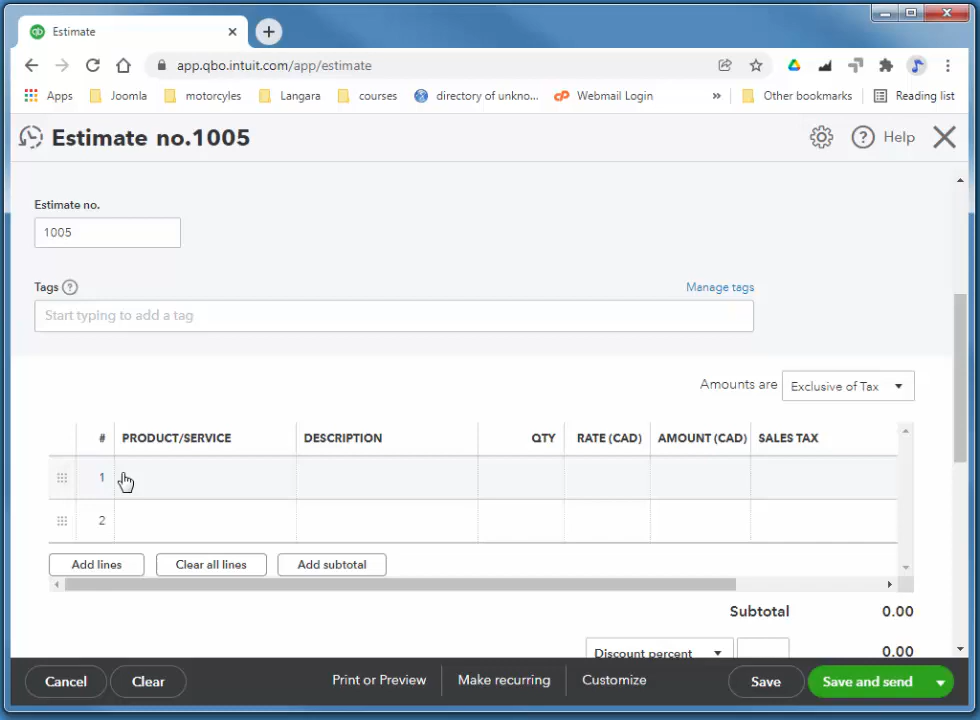 Estimate
app.qbo.intuit.com/app/estimate
Apps Joomla motorcyles Langara courses directory of unkno... Webmail Login » Other bookmarks Reading list
Estimate no.1005 Help
Estimate no.
1005
Tags Manage tags
Start typing to add a tag
Amounts are Exclusive of Tax
# PRODUCT/SERVICE DESCRIPTION QTY RATE (CAD) AMOUNT (CAD) SALES TAX
1
2
Add lines Clear all lines Add subtotal
Subtotal 0.00
Discount percent 0.00
Cancel Clear Print or Preview Make recurring Customize Save Save and send